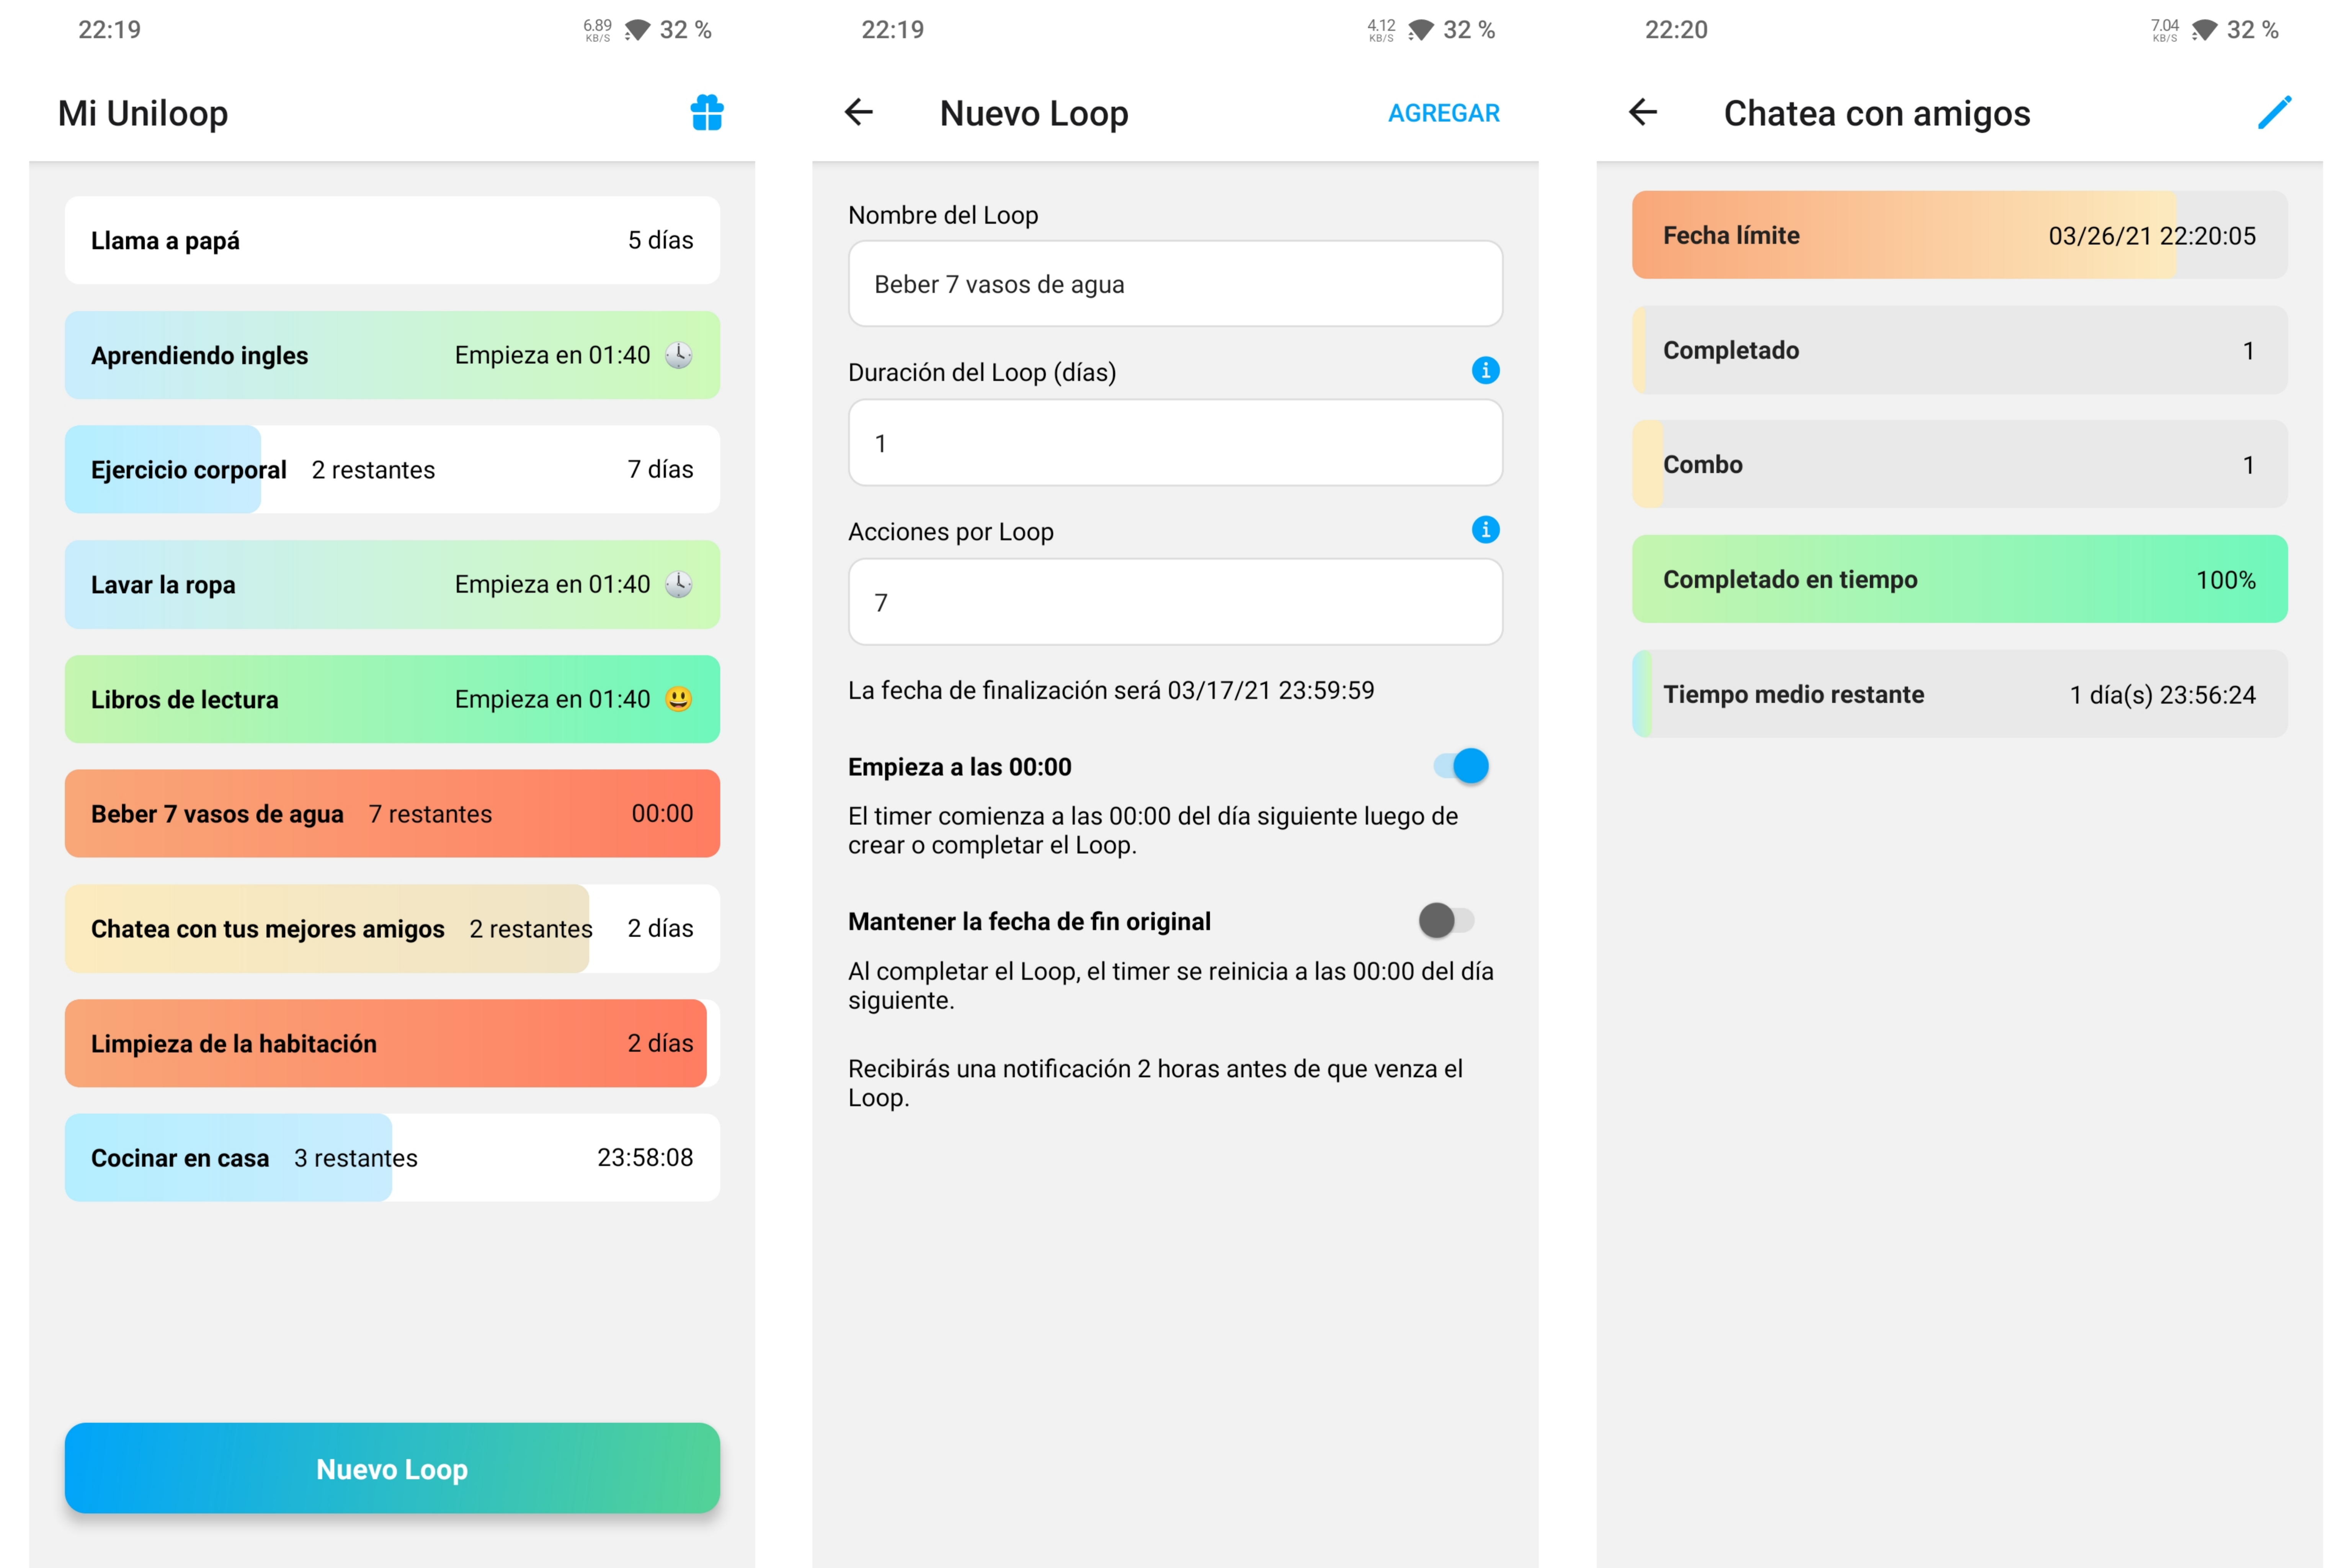 22:19
6.89
KB/S
32 %
Mi Uniloop
Llama a papá 5 días
Aprendiendo ingles Empieza en 01:40
Ejercicio corporal 2 restantes 7 días
Lavar la ropa Empieza en 01:40
Libros de lectura Empieza en 01:40
Beber 7 vasos de agua 7 restantes 00:00
Chatea con tus mejores amigos 2 restantes 2 días
Limpieza de la habitación 2 días
Cocinar en casa 3 restantes 23:58:08
Nuevo Loop
22:19
4.12
KB/S
32 %
Nuevo Loop AGREGAR
Nombre del Loop
Beber 7 vasos de agua
Duración del Loop (días)
1
Acciones por Loop
7
La fecha de finalización será 03/17/21 23:59:59
Empieza a las 00:00
El timer comienza a las 00:00 del día siguiente luego de
crear o completar el Loop.
Mantener la fecha de fin original
Al completar el Loop, el timer se reinicia a las 00:00 del día
siguiente.
Recibirás una notificación 2 horas antes de que venza el
Loop.
22:20
7.04
KB/S
32 %
Chatea con amigos
Fecha límite 03/26/21 22:20:05
Completado 1
Combo 1
Completado en tiempo 100%
Tiempo medio restante 1 día(s) 23:56:24